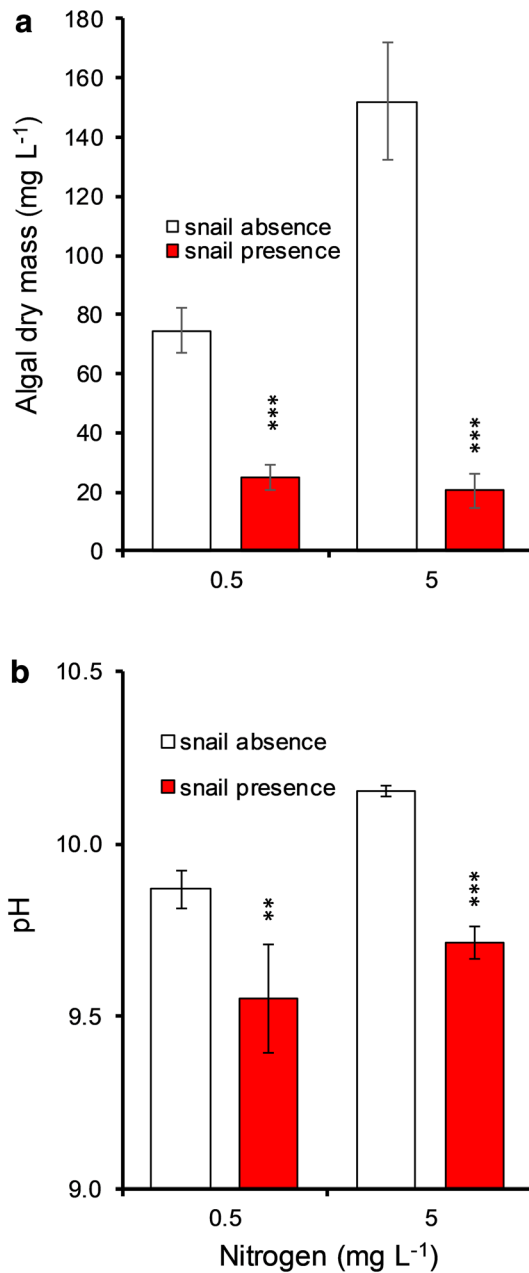 a
180
160
140
120
100
80
60
40
20
0
Algal dry mass (mg L-1)
snail absence
snail presence
***
***
0.5 5
b
10.5
10.0
9.5
9.0
pH
snail absence
snail presence
**
***
0.5 5
Nitrogen (mg L-1)